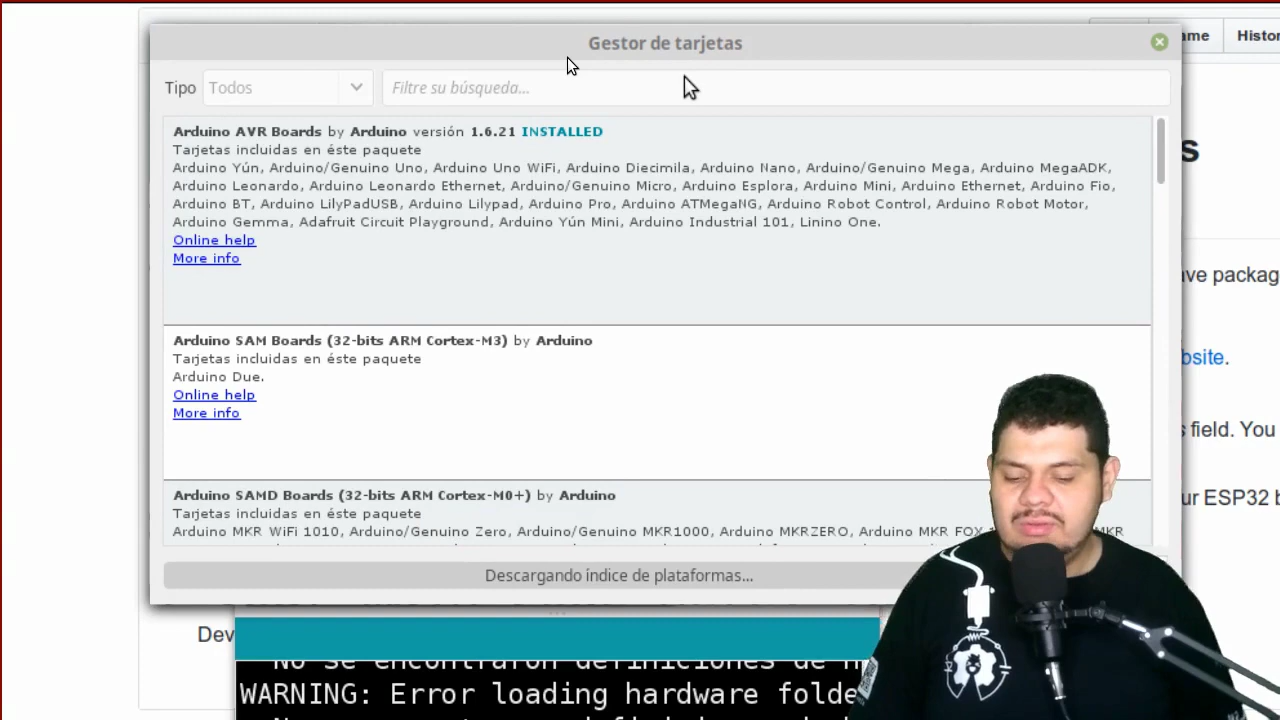 Gestor de tarjetas
Histor
Tipo Todos Filtre su búsqueda...
Arduino AVR Boards by Arduino versión 1.6.21 INSTALLED
Tarjetas incluidas en éste paquete
Arduino Yún, Arduino/Genuino Uno, Arduino Uno WiFi, Arduino Diecimila, Arduino Nano, Arduino/Genuino Mega, Arduino MegaADK,
Arduino Leonardo, Arduino Leonardo Ethernet, Arduino/Genuino Micro, Arduino Esplora, Arduino Mini, Arduino Ethernet, Arduino Fio,
Arduino BT, Arduino LilyPadUSB, Arduino Lilypad, Arduino Pro, Arduino ATMegaNG, Arduino Robot Control, Arduino Robot Motor,
Arduino Gemma, Adafruit Circuit Playground, Arduino Yún Mini, Arduino Industrial 101, Linino One.
Online help
More info
ve packag
Arduino SAM Boards (32-bits ARM Cortex-M3) by Arduino
Tarjetas incluidas en éste paquete
bsite.
Arduino Due.
Online help
More info
field. You
Arduino SAMD Boards (32-bits ARM Cortex-M0+) by Arduino
ur ESP32 b
Tarjetas incluidas en éste paquete
Arduino MKR WiFi 1010, Arduino/Genuino Zero, Arduino/Genuino MKR1000, Arduino MKRZERO, Arduino MKR FOX MKR
Descargando índice de plataformas...
Dev
No se encontraron definiciones de
WARNING: Error loading hardware folde